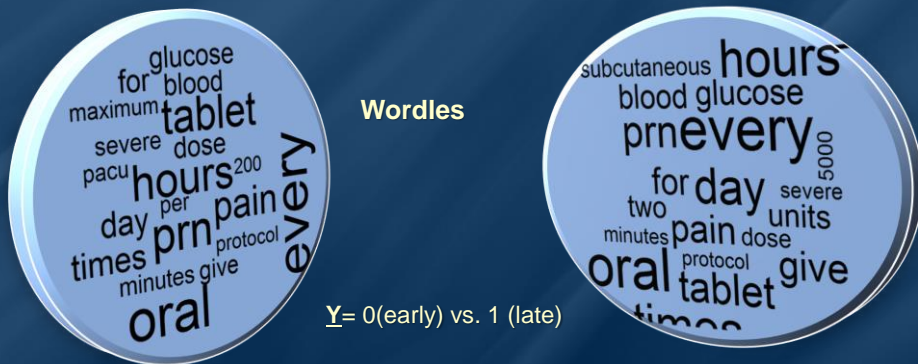 glucose
for blood
maximum tablet
severe dose
pacu hours 200
day per pain
times prn protocol
minutes give
oral
every
Wordles
subcutaneous hours
blood glucose
prn every 5000
for day severe
two units
minutes pain dose
oral protocol give
tablet
times
Y= 0(early) vs. 1 (late)